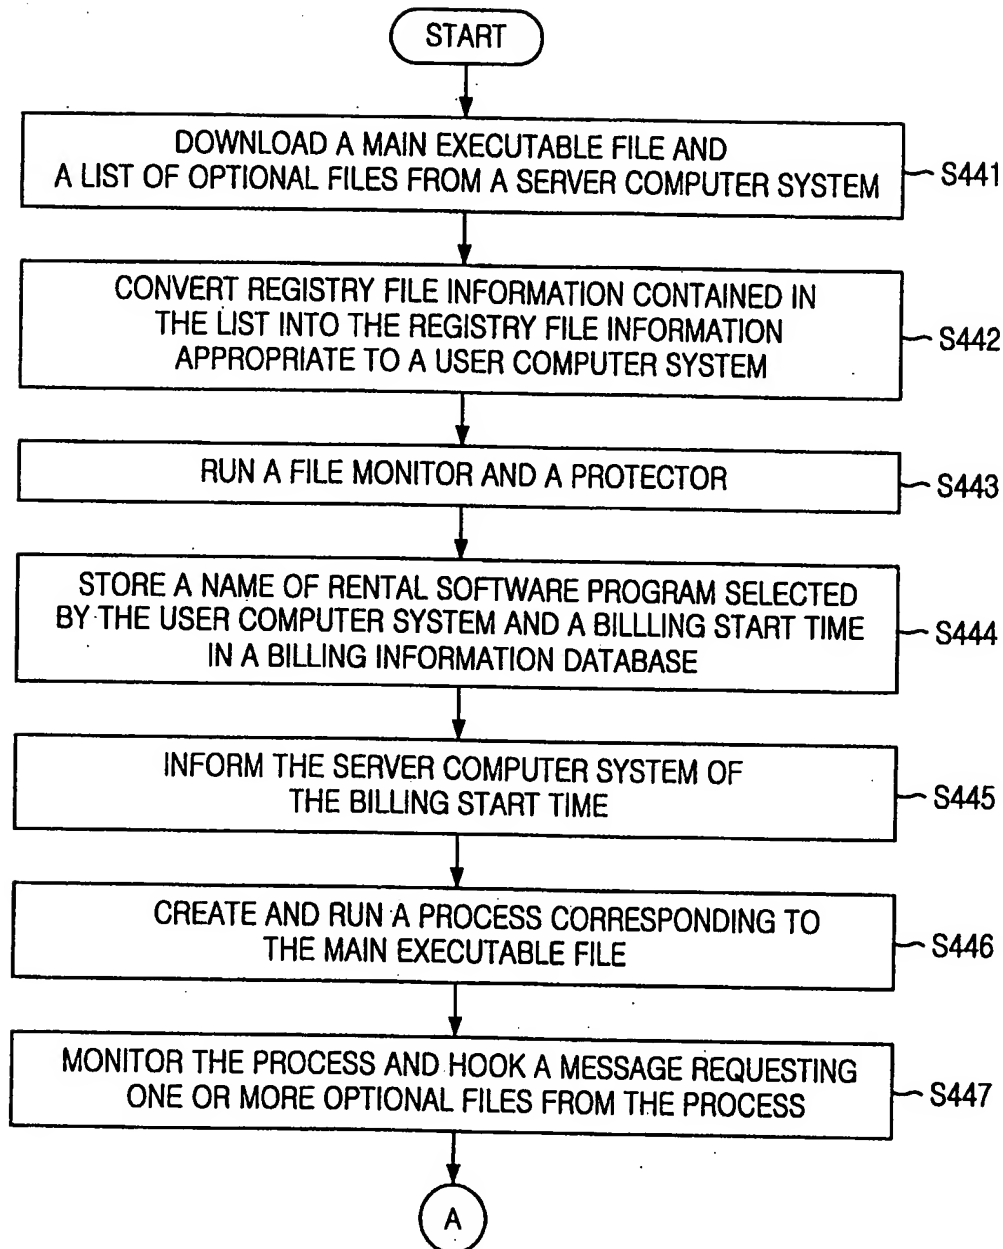 START
DOWNLOAD A MAIN EXECUTABLE FILE AND
A LIST OF OPTIONAL FILES FROM A SERVER COMPUTER SYSTEM
S441
CONVERT REGISTRY FILE INFORMATION CONTAINED IN
THE LIST INTO THE REGISTRY FILE INFORMATION
APPROPRIATE TO A USER COMPUTER SYSTEM
S442
RUN A FILE MONITOR AND A PROTECTOR
S443
STORE A NAME OF RENTAL SOFTWARE PROGRAM SELECTED
BY THE USER COMPUTER SYSTEM AND A BILLLING START TIME
IN A BILLING INFORMATION DATABASE
S444
INFORM THE SERVER COMPUTER SYSTEM OF
THE BILLING START TIME
S445
CREATE AND RUN A PROCESS CORRESPONDING TO
THE MAIN EXECUTABLE FILE
S446
MONITOR THE PROCESS AND HOOK A MESSAGE REQUESTING
ONE OR MORE OPTIONAL FILES FROM THE PROCESS
S447
A